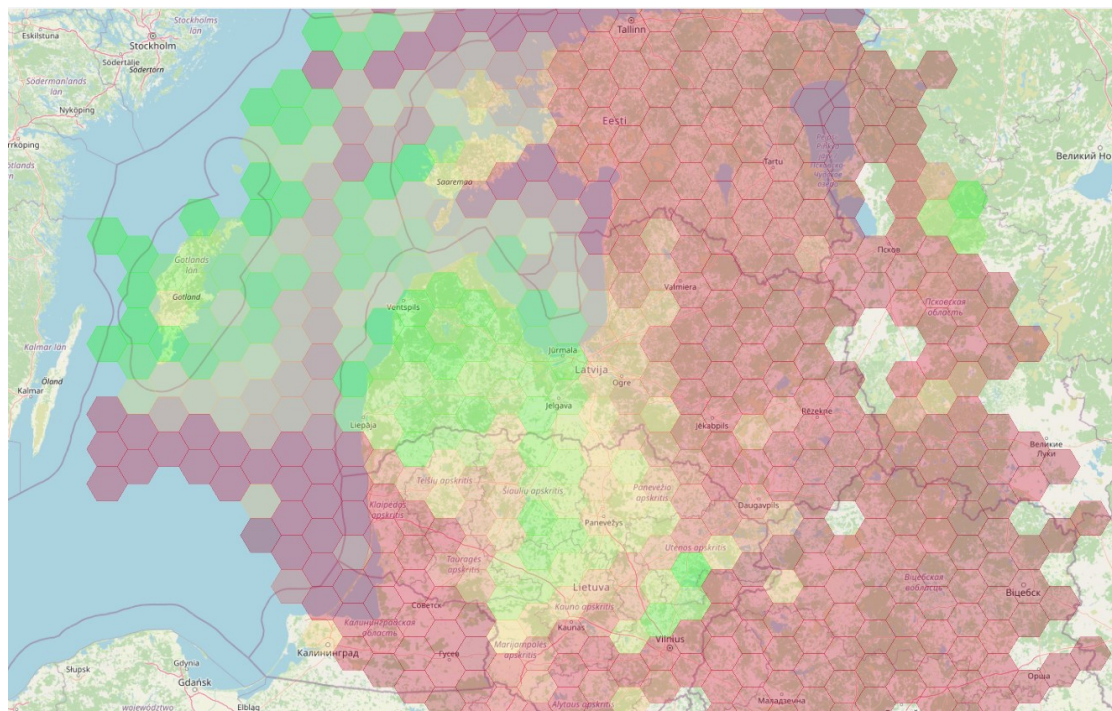 Eskilstuna
Stockholms
län
Stockholm
Södertälje
Södertörn
Södermanlands
län
Nyköping
Tallinn
Eesti
Tartu
Saaremaa
Великий Но
Псков
Псковская
область
Gotlands
län
Gotland
Kalmar län
Öland
Kalmar
Ventspils
Valmiera
Jūrmala
Latvija
Ogre
Jelgava
Liepāja
Jēkabpils
Rēzekne
Великие
Луки
Telšių apskritis
Šiaulių apskritis
Panevėžio
apskritis
Klaipėdos
apskritis
Daugavpils
Panevėžys
Utenos apskritis
Tauragės
apskritis
Lietuva
Kauno apskritis
Віцебская
вобласць
Віцебск
Советск
Калининградская
область
Kaunas
Vilnius
Калининград
Гусев
Marijampolės
apskritis
Орша
Słupsk
Gdynia
Gdańsk
Elbląg
województwo
Alytaus apskritis
Маладзечна